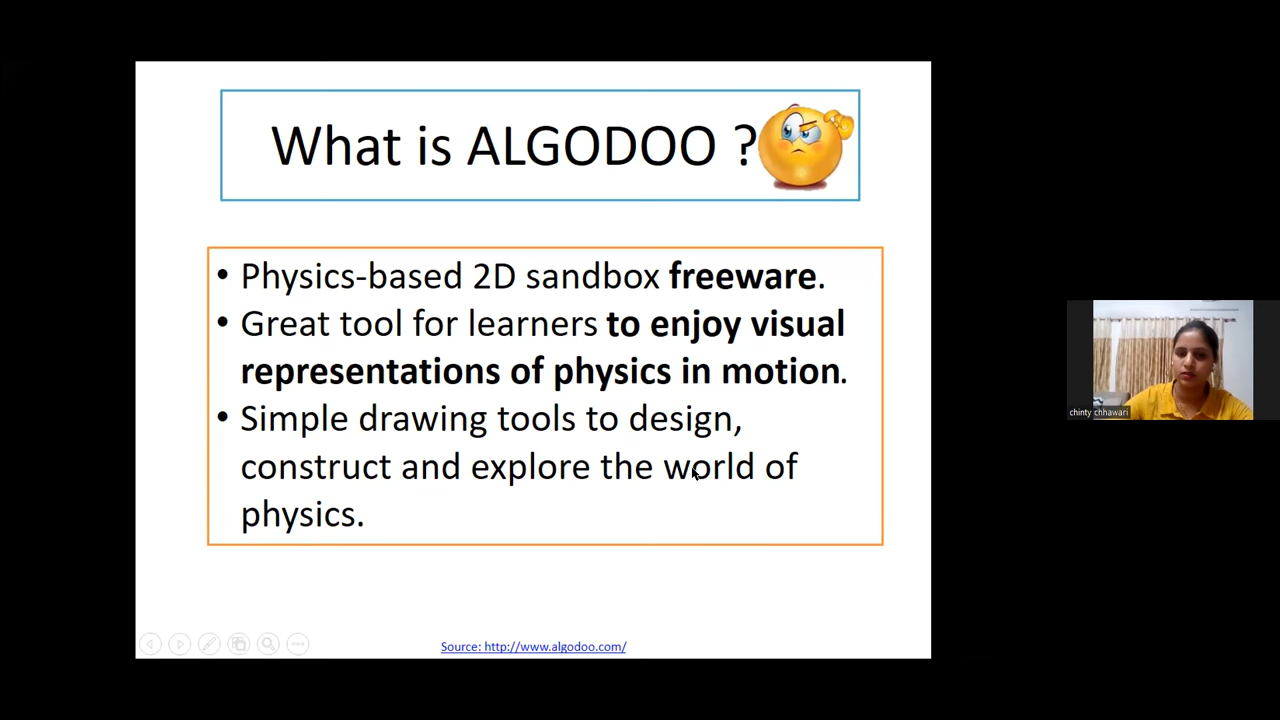 What is ALGODOO ?
• Physics-based 2D sandbox freeware.
• Great tool for learners to enjoy visual
representations of physics in motion.
• Simple drawing tools to design,
construct and explore the world of
physics.
Source: http://www.algodoo.com/
chinty chhawari